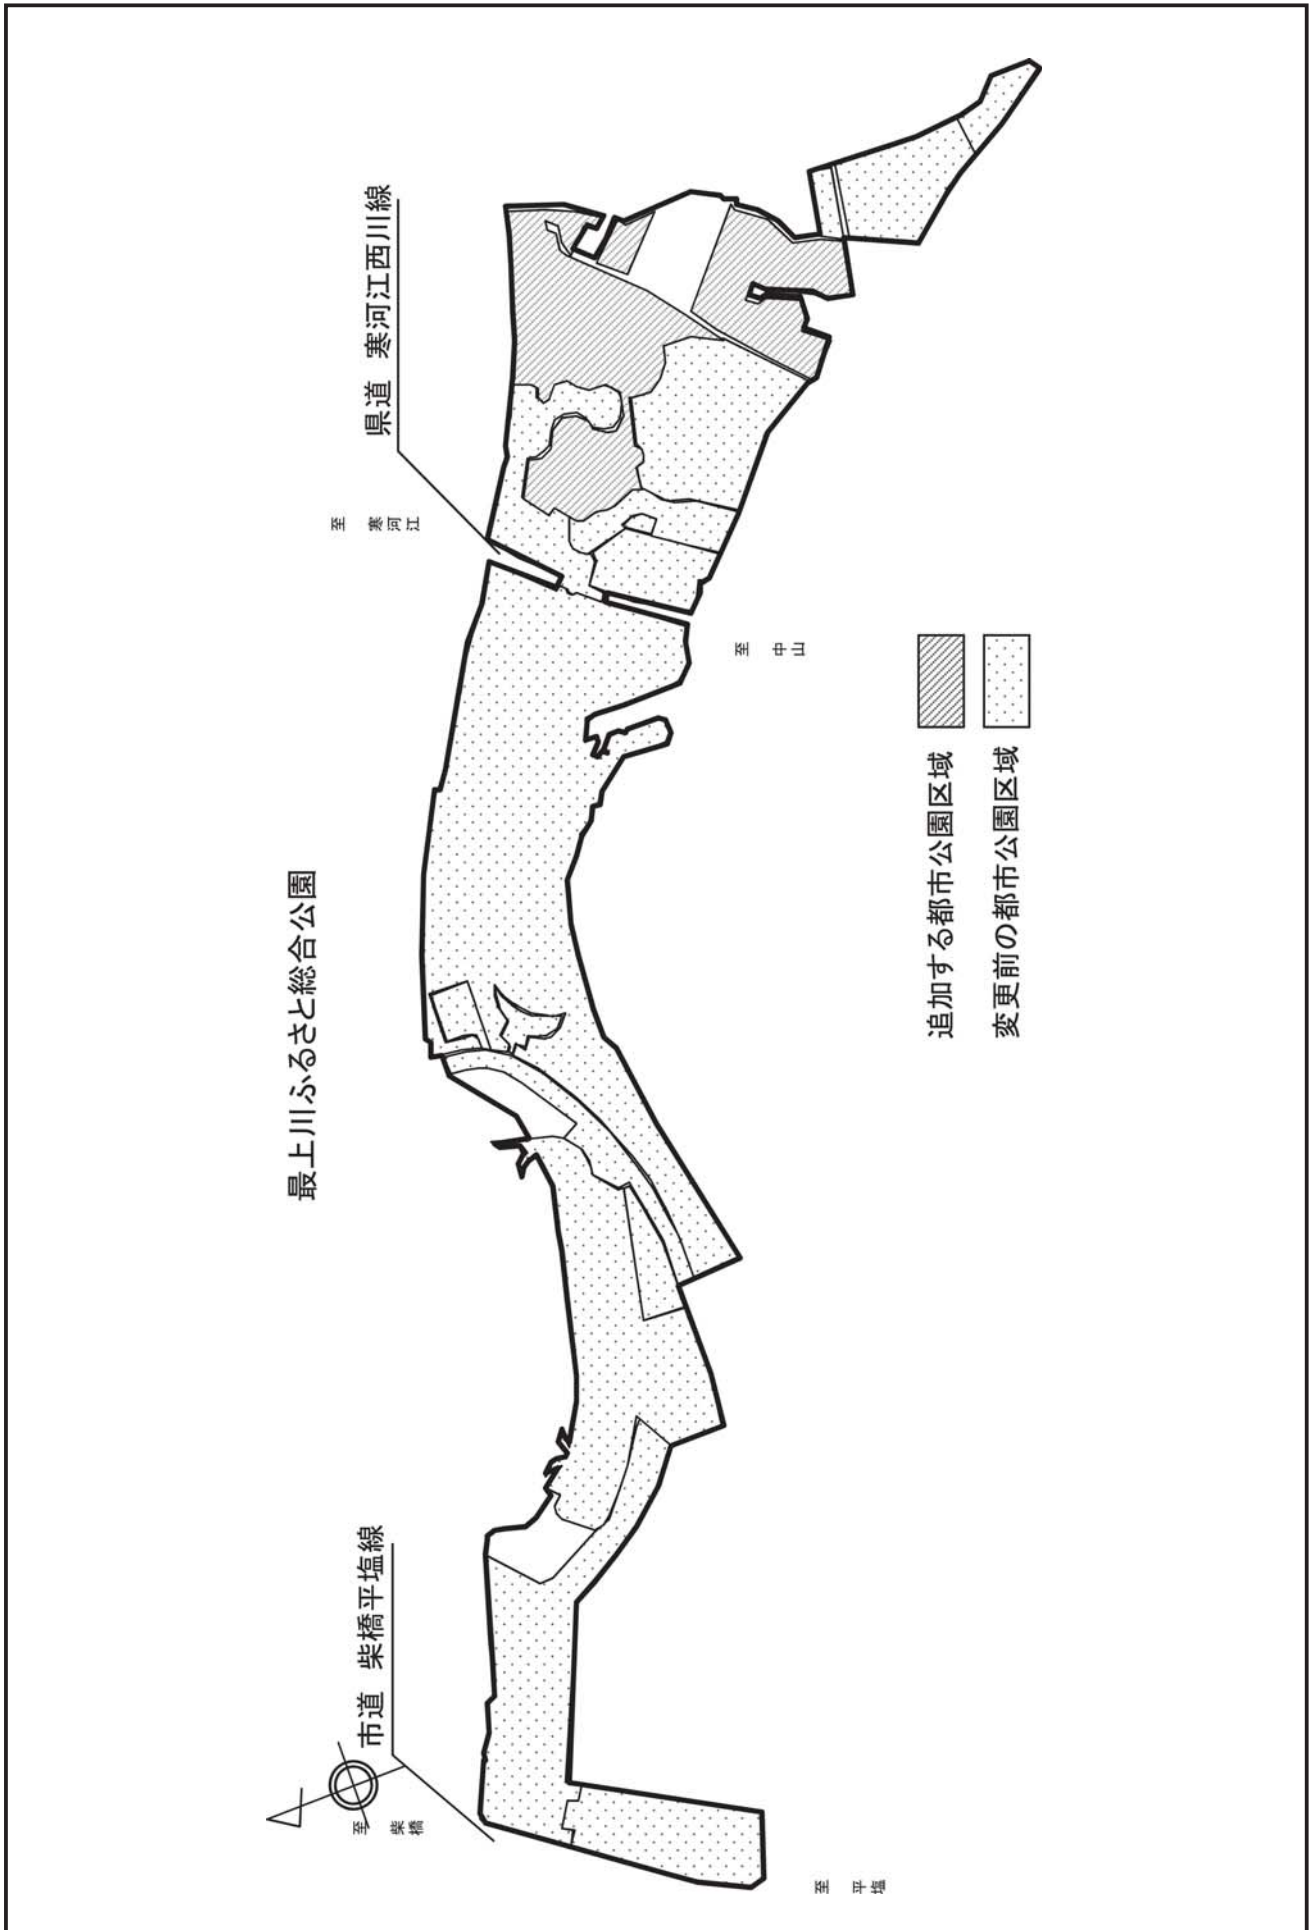 最上川ふるさと総合公園
市道 柴橋平塩線
県道 寒河江西川線
至 柴橋
至 寒河江
至 平塩
至 中山
追加する都市公園区域
変更前の都市公園区域